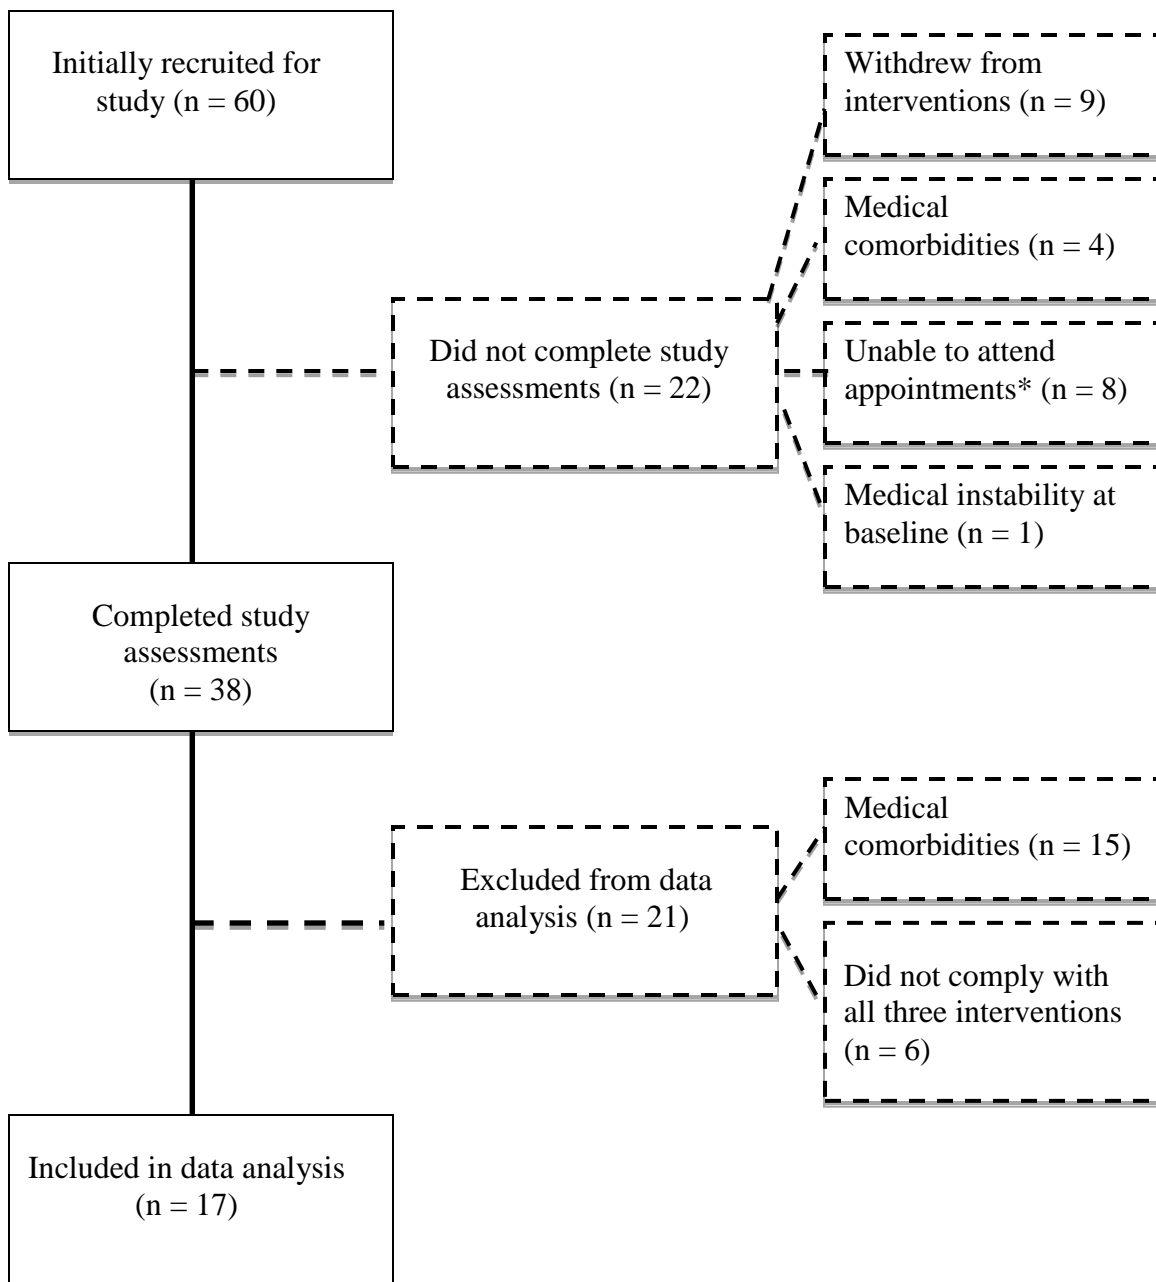 Initially recruited for
study (n = 60)
Withdrew from
interventions (n = 9)
Medical
comorbidities (n = 4)
Did not complete study
assessments (n = 22)
Unable to attend
appointments* (n = 8)
Medical instability at
baseline (n = 1)
Completed study
assessments
(n = 38)
Medical
comorbidities (n = 15)
Excluded from data
analysis (n = 21)
Did not comply with
all three interventions
(n = 6)
Included in data analysis
(n = 17)